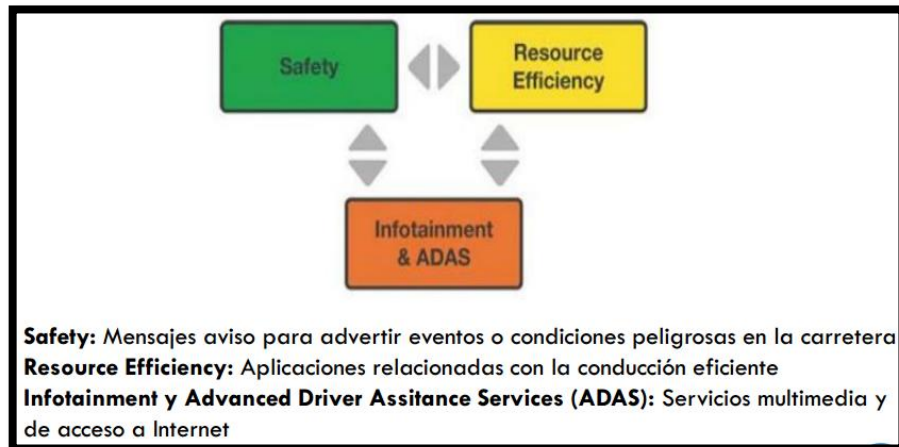 Safety
Resource
Efficiency
Infotainment
& ADAS
Safety: Mensajes aviso para advertir eventos o condiciones peligrosas en la carretera
Resource Efficiency: Aplicaciones relacionadas con la conducción eficiente
Infotainment y Advanced Driver Assitance Services (ADAS): Servicios multimedia y
de acceso a Internet